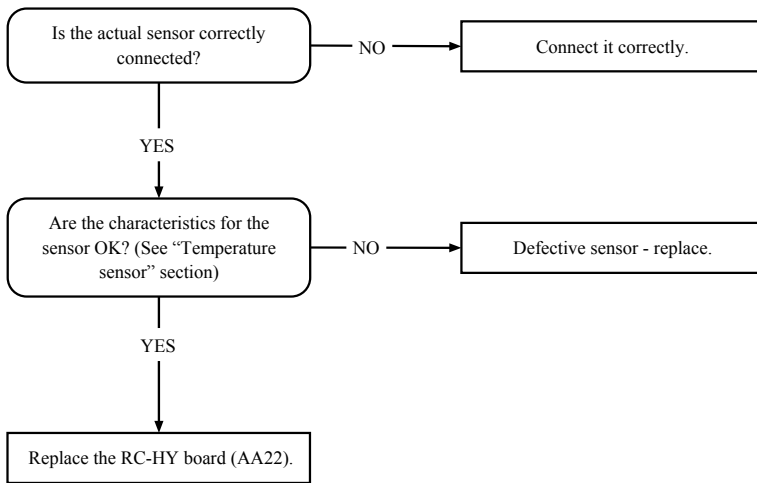 Is the actual sensor correctly
connected?
NO
Connect it correctly.
YES
Are the characteristics for the
sensor OK? (See “Temperature
sensor” section)
NO
Defective sensor - replace.
YES
Replace the RC-HY board (AA22).